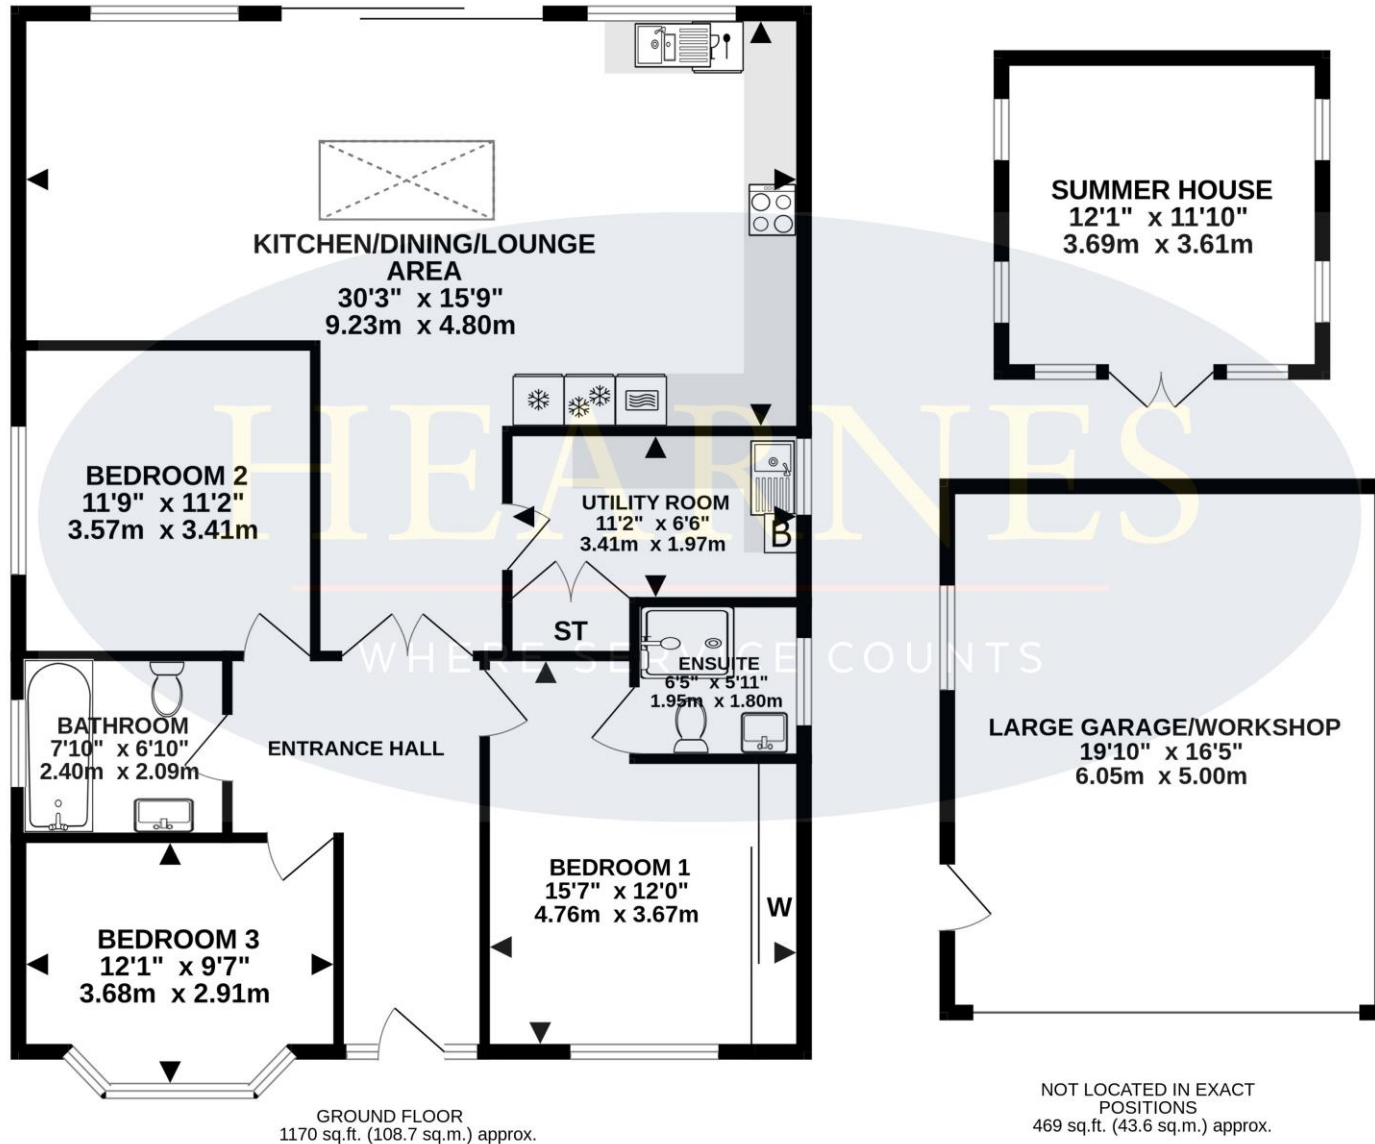 KITCHEN/DINING/LOUNGE
AREA
30'3" x 15'9"
9.23m x 4.80m
SUMMER HOUSE
12'1" x 11'10"
3.69m x 3.61m
HEARNES
WHERE SERVICE COUNTS
BEDROOM 2
11'9" x 11'2"
3.57m x 3.41m
UTILITY ROOM
11'2" x 6'6"
3.41m x 1.97m
B
ST
ENSUITE
6'5" x 5'11"
1.95m x 1.80m
BATHROOM
7'10" x 6'10"
2.40m x 2.09m
ENTRANCE HALL
LARGE GARAGE/WORKSHOP
19'10" x 16'5"
6.05m x 5.00m
BEDROOM 1
15'7" x 12'0"
4.76m x 3.67m
W
BEDROOM 3
12'1" x 9'7"
3.68m x 2.91m
GROUND FLOOR
1170 sq.ft. (108.7 sq.m.) approx.
NOT LOCATED IN EXACT
POSITIONS
469 sq.ft. (43.6 sq.m.) approx.